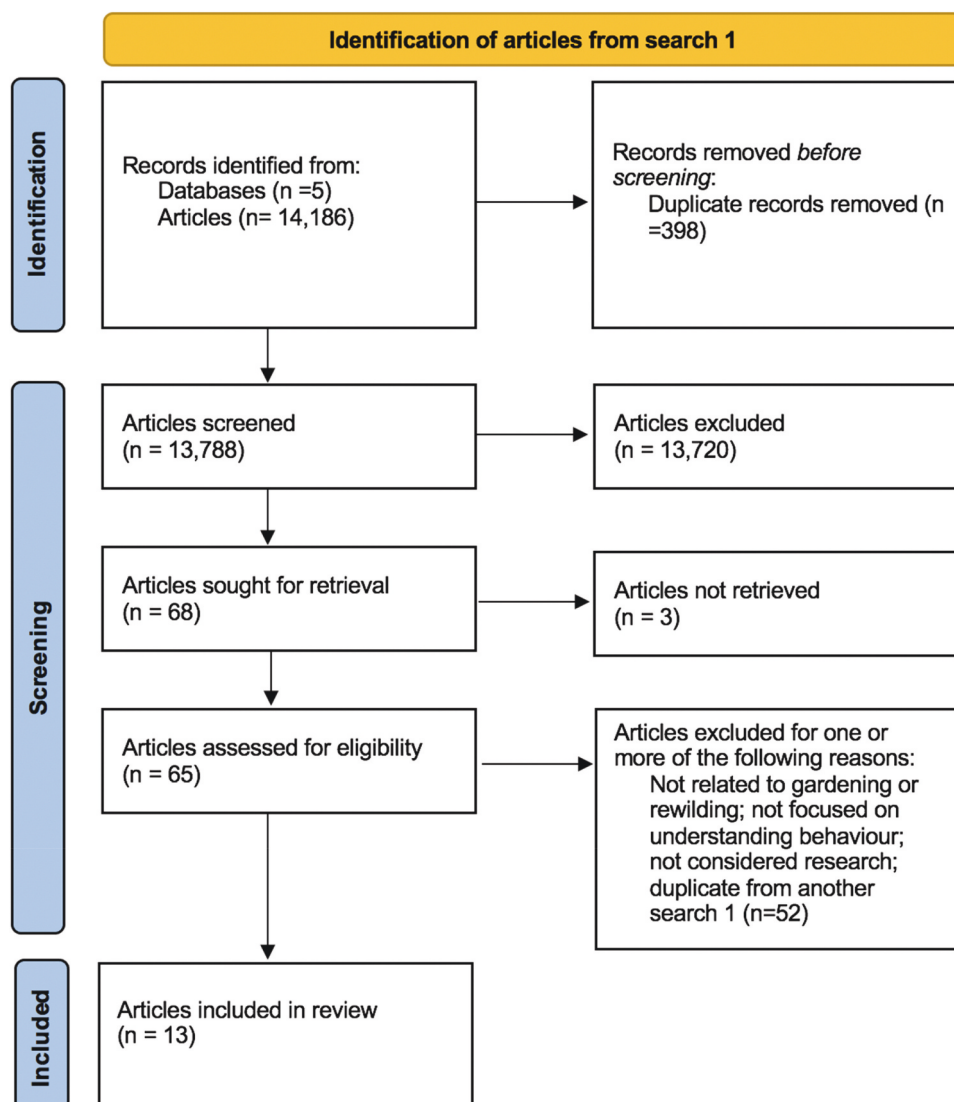 Identification of articles from search 1
Identification
Records identified from:
Databases (n =5)
Articles (n= 14,186)
Records removed before
screening:
Duplicate records removed (n
=398)
Screening
Articles screened
(n = 13,788)
Articles excluded
(n = 13,720)
Articles sought for retrieval
(n = 68)
Articles not retrieved
(n = 3)
Articles assessed for eligibility
(n = 65)
Articles excluded for one or
more of the following reasons:
Not related to gardening or
rewilding; not focused on
understanding behaviour;
not considered research;
duplicate from another
search 1 (n=52)
Included
Articles included in review
(n = 13)